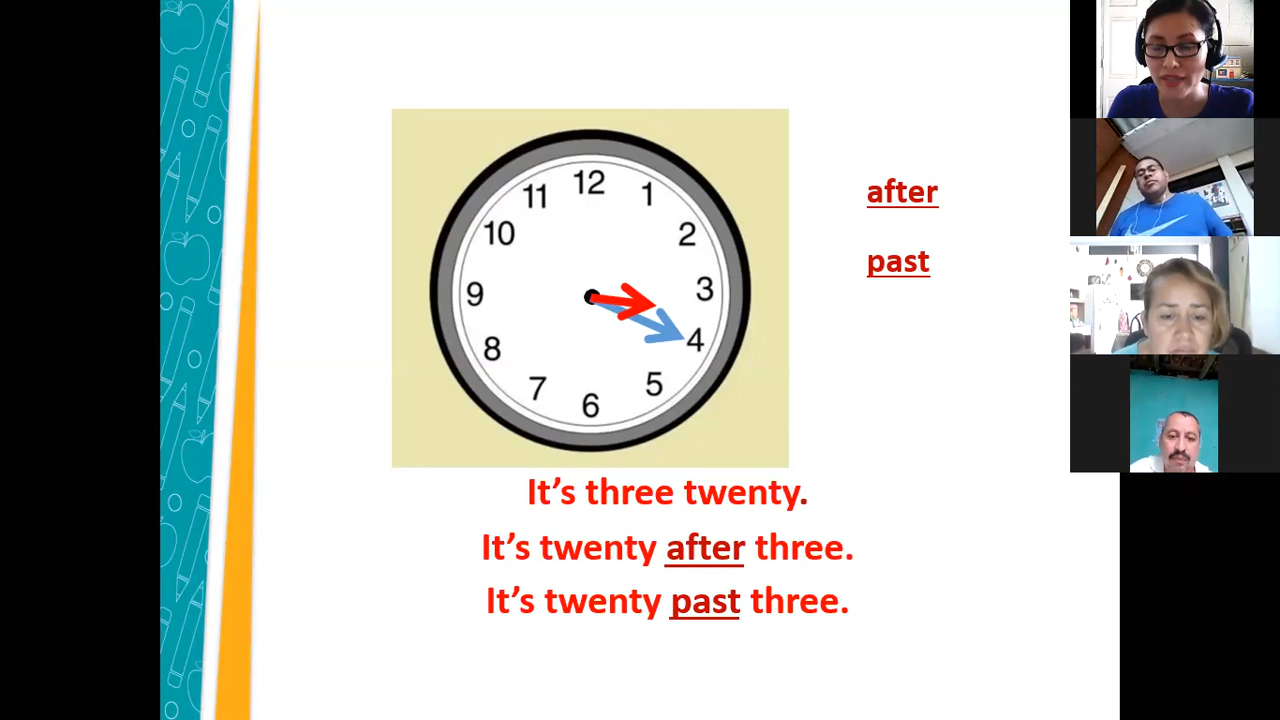 12
11
1
10
2
9
3
8
4
7
5
6
after
past
It’s three twenty.
It’s twenty after three.
It’s twenty past three.